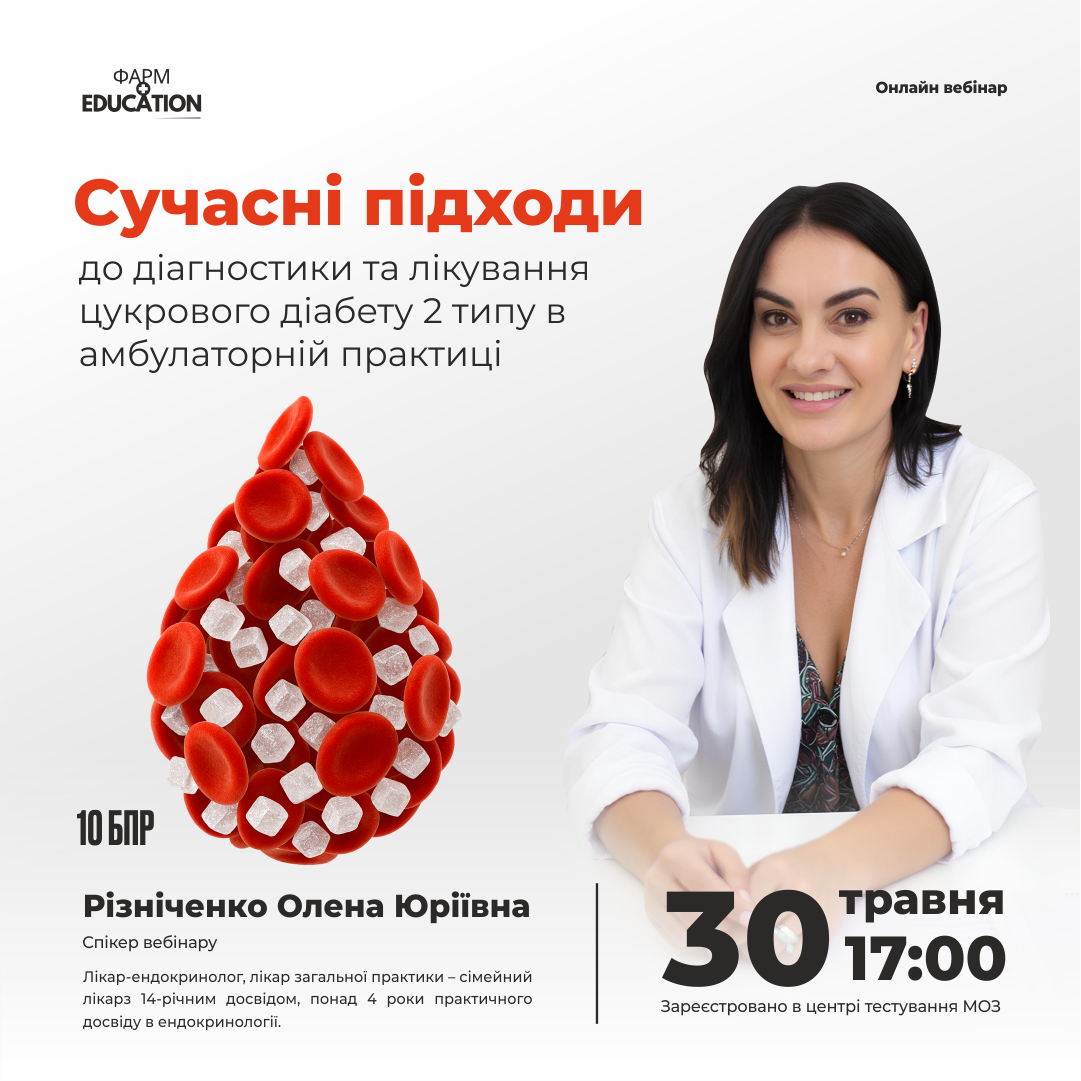 ФАРМ
EDUCATION
Онлайн вебінар
Сучасні підходи
до діагностики та лікування
цукрового діабету 2 типу в
амбулаторній практиці
10 БПР
Різніченко Олена Юріївна
Спікер вебінару
Лікар-ендокринолог, лікар загальної практики – сімейний
лікарз 14-річним досвідом, понад 4 роки практичного
досвіду в ендокринології.
30 травня
17:00
Зареєстровано в центрі тестування МОЗ